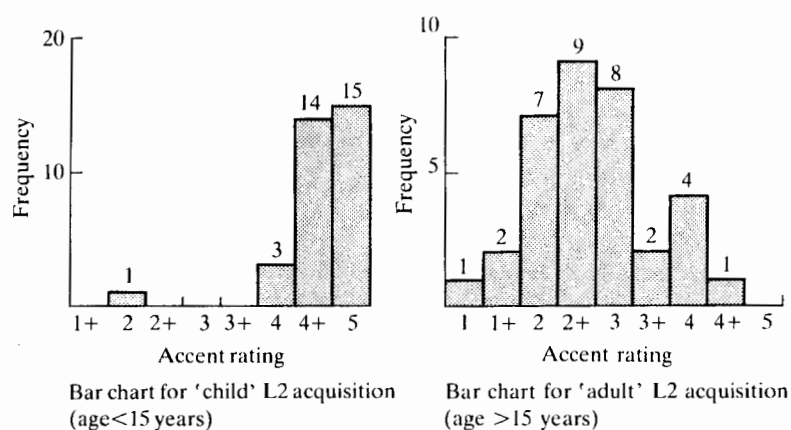 20
10
Frequency
1
3
14
15
1+ 2 2+ 3 3+ 4 4+ 5
Accent rating
Bar chart for ‘child’ L2 acquisition
(age<15 years)
10
5
Frequency
1
2
7
9
8
2
4
1
1 1+ 2 2+ 3 3+ 4 4+ 5
Accent rating
Bar chart for ‘adult’ L2 acquisition
(age >15 years)